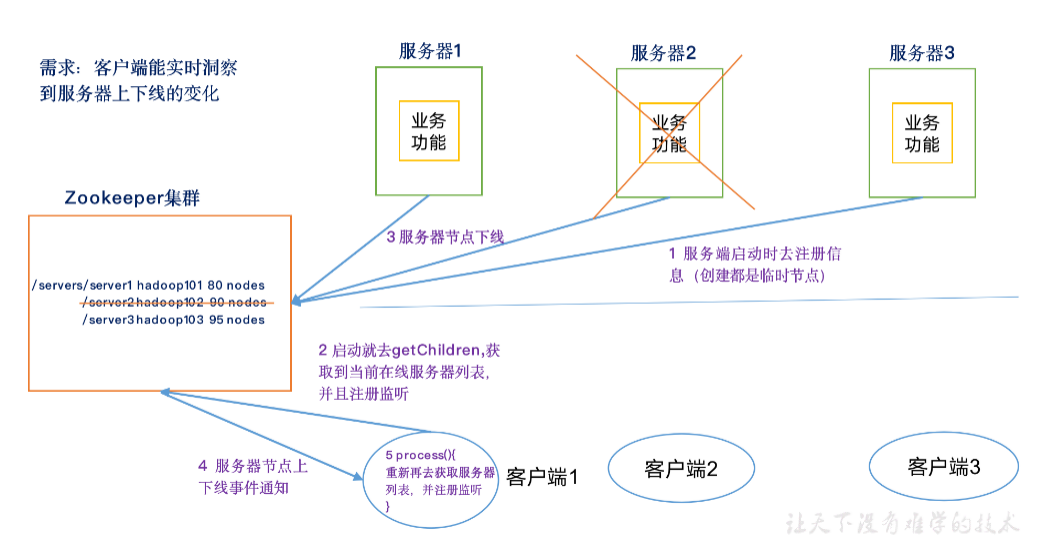 需求：客户端能实时洞察
到服务器上下线的变化
服务器1
业务
功能
服务器2
业务
功能
服务器3
业务
功能
Zookeeper集群
/servers/server1 hadoop101 80 nodes
/server2 hadoop102 90 nodes
/server3 hadoop103 95 nodes
3 服务器节点下线
1 服务端启动时去注册信
息（创建都是临时节点）
2 启动就去getChildren,获
取到当前在线服务器列表，
并且注册监听
4 服务器节点上
下线事件通知
5 process(){
重新再去获取服务器
列表，并注册监听
}
客户端1
客户端2
客户端3
让天下没有难学的技术